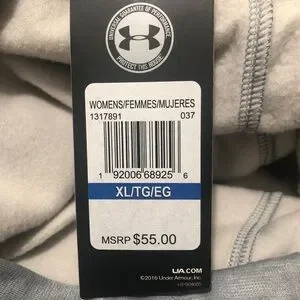 UNIVERSAL GUARANTEE OF PERFORMANCE
PROTECT THIS HOUSE
WOMENS/FEMMES/MUJERES
1317891 037
1 92006 68925 6
XL/TG/EG
MSRP $55.00
UA.COM
©2016 Under Armour, Inc.